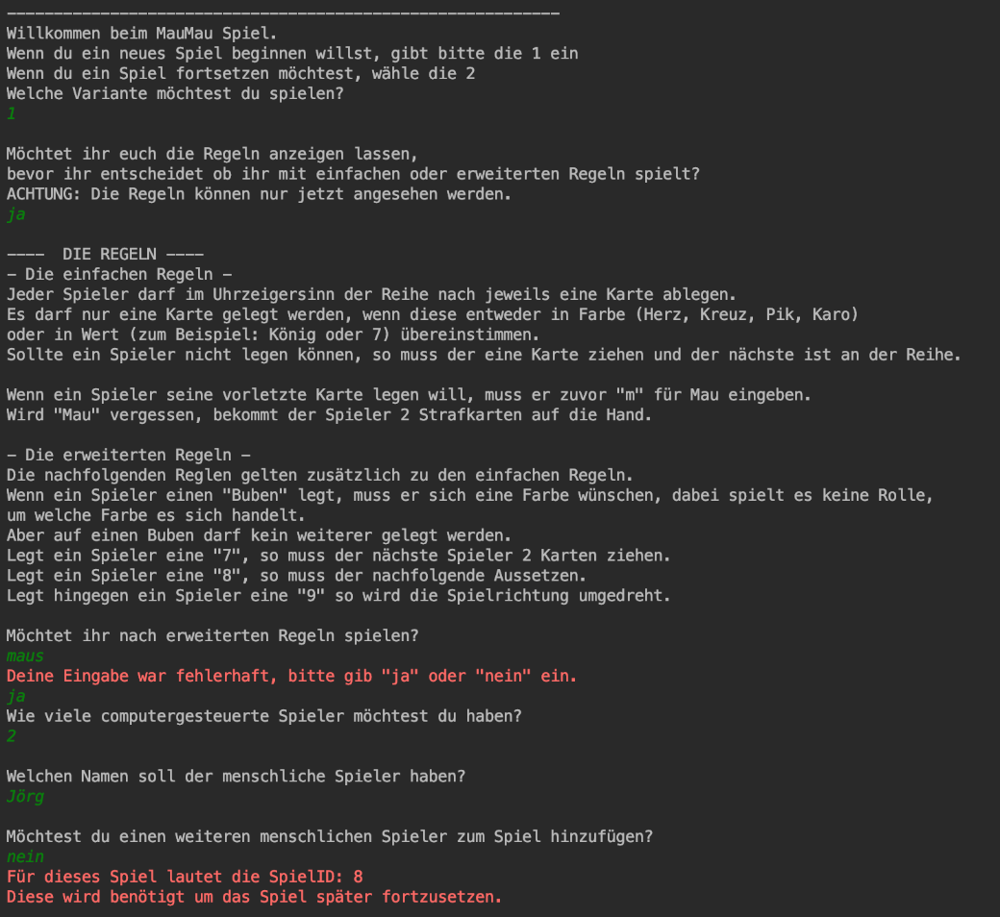 -----------------------------------------------------------
Willkommen beim MauMau Spiel.
Wenn du ein neues Spiel beginnen willst, gibt bitte die 1 ein
Wenn du ein Spiel fortsetzen möchtest, wähle die 2
Welche Variante möchtest du spielen?
1
Möchtet ihr euch die Regeln anzeigen lassen,
bevor ihr entscheidet ob ihr mit einfachen oder erweiterten Regeln spielt?
ACHTUNG: Die Regeln können nur jetzt angesehen werden.
ja
----  DIE REGELN ----
- Die einfachen Regeln -
Jeder Spieler darf im Uhrzeigersinn der Reihe nach jeweils eine Karte ablegen.
Es darf nur eine Karte gelegt werden, wenn diese entweder in Farbe (Herz, Kreuz, Pik, Karo)
oder in Wert (zum Beispiel: König oder 7) übereinstimmen.
Sollte ein Spieler nicht legen können, so muss der eine Karte ziehen und der nächste ist an der Reihe.
Wenn ein Spieler seine vorletzte Karte legen will, muss er zuvor "m" für Mau eingeben.
Wird "Mau" vergessen, bekommt der Spieler 2 Strafkarten auf die Hand.
- Die erweiterten Regeln -
Die nachfolgenden Reglen gelten zusätzlich zu den einfachen Regeln.
Wenn ein Spieler einen "Buben" legt, muss er sich eine Farbe wünschen, dabei spielt es keine Rolle,
um welche Farbe es sich handelt.
Aber auf einen Buben darf kein weiterer gelegt werden.
Legt ein Spieler eine "7", so muss der nächste Spieler 2 Karten ziehen.
Legt ein Spieler eine "8", so muss der nachfolgende Aussetzen.
Legt hingegen ein Spieler eine "9" so wird die Spielrichtung umgedreht.
Möchtet ihr nach erweiterten Regeln spielen?
maus
Deine Eingabe war fehlerhaft, bitte gib "ja" oder "nein" ein.
ja
Wie viele computergesteuerte Spieler möchtest du haben?
2
Welchen Namen soll der menschliche Spieler haben?
Jörg
Möchtest du einen weiteren menschlichen Spieler zum Spiel hinzufügen?
nein
Für dieses Spiel lautet die SpielID: 8
Diese wird benötigt um das Spiel später fortzusetzen.